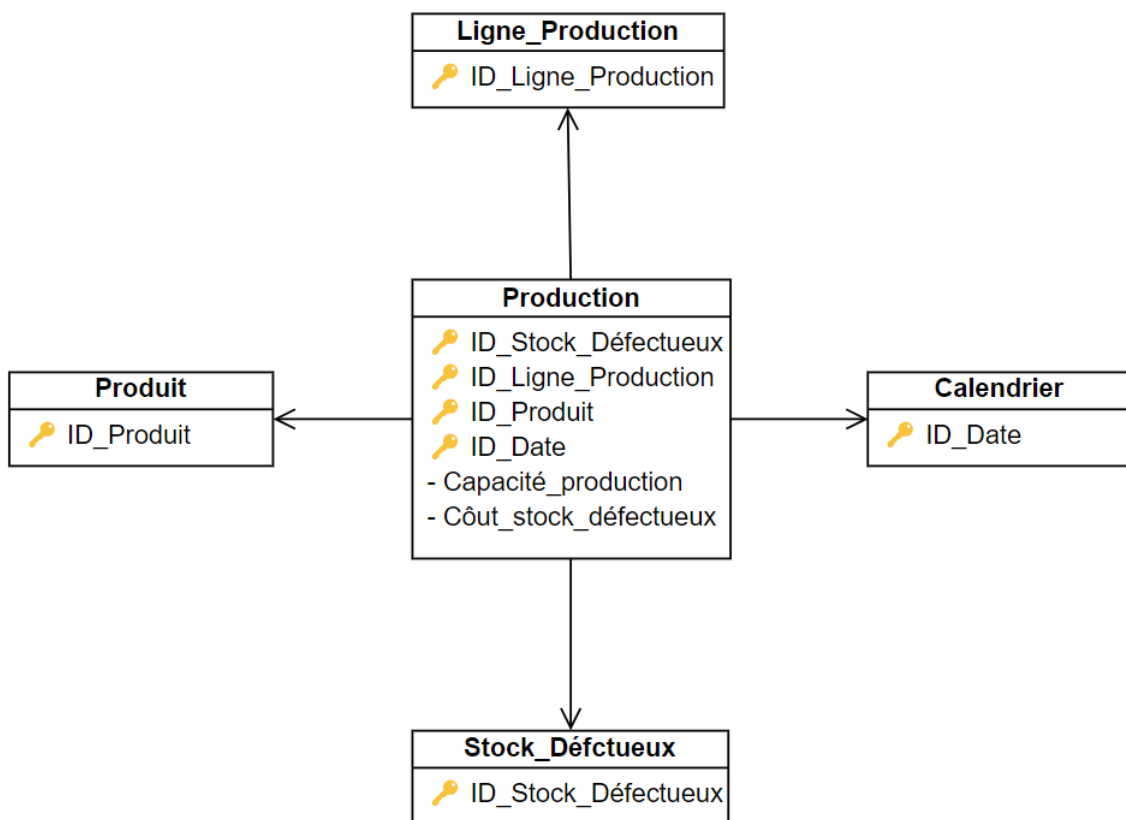 Ligne_Production
ID_Ligne_Production
Production
ID_Stock_Défectueux
ID_Ligne_Production
ID_Produit
ID_Date
- Capacité_production
- Côut_stock_défectueux
Produit
ID_Produit
Calendrier
ID_Date
Stock_Défctueux
ID_Stock_Défectueux